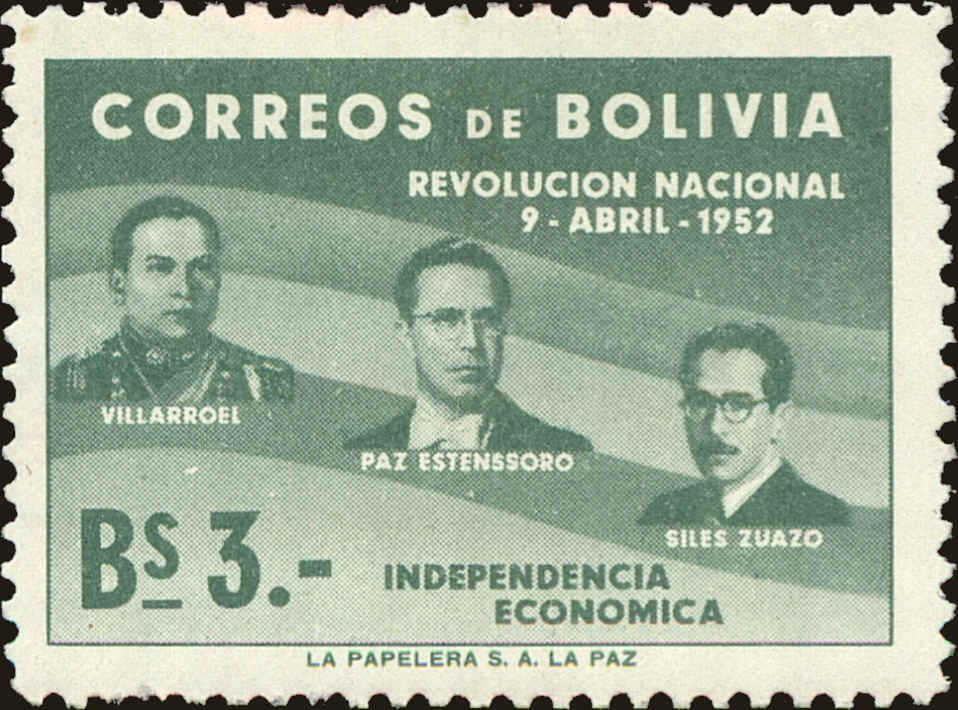 CORREOS DE BOLIVIA
REVOLUCION NACIONAL
9 - ABRIL - 1952
VILLARROEL
PAZ ESTENSSORO
SILES ZUAZO
Bs 3.-
INDEPENDENCIA
ECONOMICA
LA PAPELERA S. A. LA PAZ